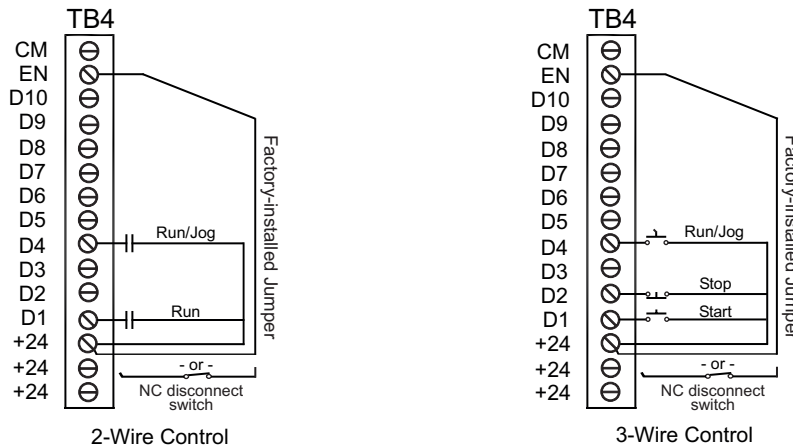 TB4
CM
EN
D10
D9
D8
D7
D6
D5
D4
D3
D2
D1
+24
+24
+24
Run/Jog
Run
Factory-installed Jumper
- or -
NC disconnect
switch
2-Wire Control
TB4
CM
EN
D10
D9
D8
D7
D6
D5
D4
D3
D2
D1
+24
+24
+24
Run/Jog
Stop
Start
Factory-installed Jumper
- or -
NC disconnect
switch
3-Wire Control